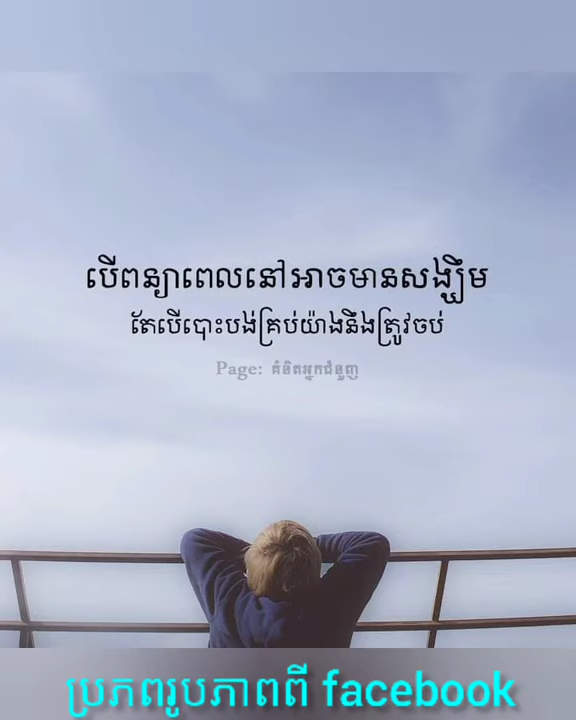 បើពន្យាពេលនៅអាចមានសង្ឃឹម
តែបើបោះបង់គ្រប់យ៉ាងនឹងត្រូវចប់
Page: គំនិតអ្នកជំនួញ
ប្រភពរូបភាពពី facebook